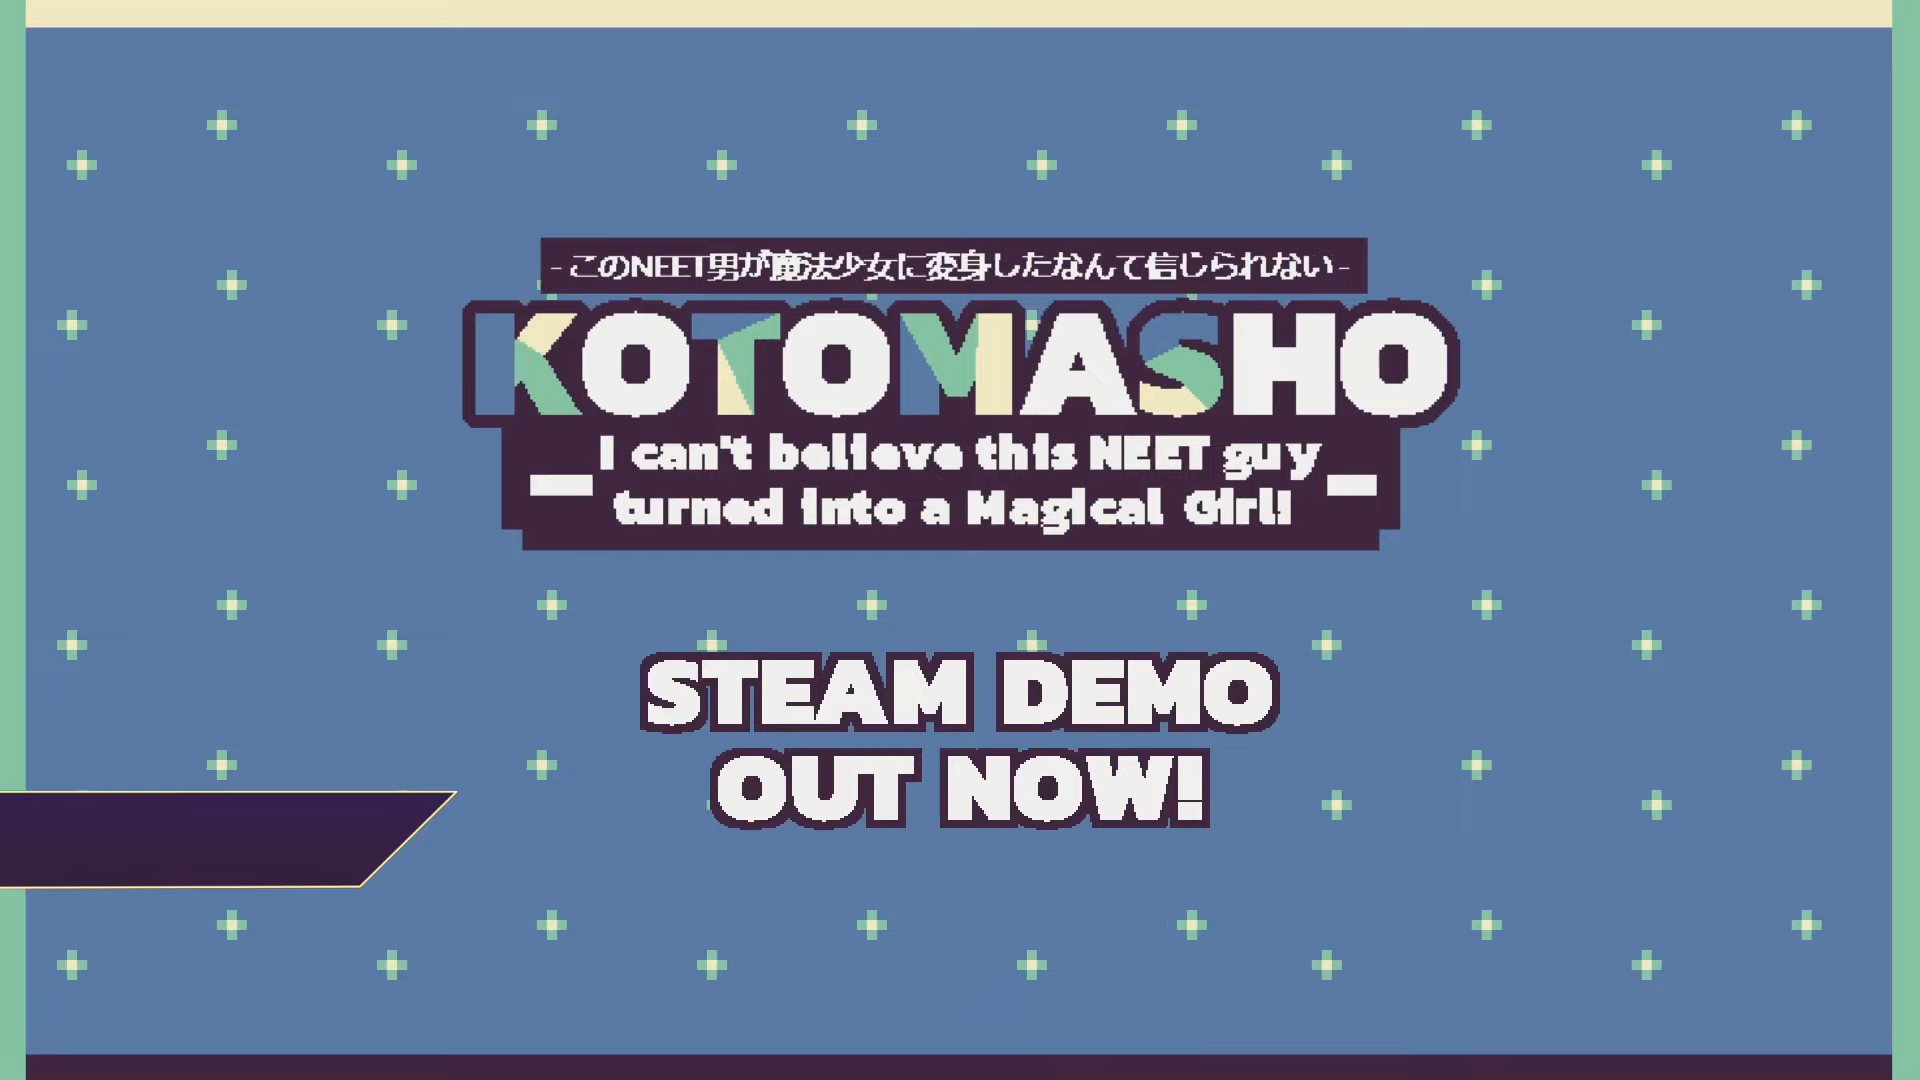 - このNEET男が魔法少女に変身したなんて信じられない -
KOTOMASHO
I can't believe this NEET guy
turned into a Magical Girl!
STEAM DEMO
OUT NOW!